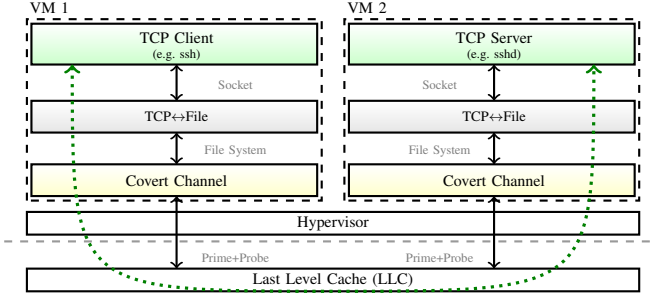 VM 1
VM 2
TCP Client
(e.g. ssh)
TCP Server
(e.g. sshd)
Socket
Socket
TCP↔File
TCP↔File
File System
File System
Covert Channel
Covert Channel
Hypervisor
Prime+Probe
Prime+Probe
Last Level Cache (LLC)